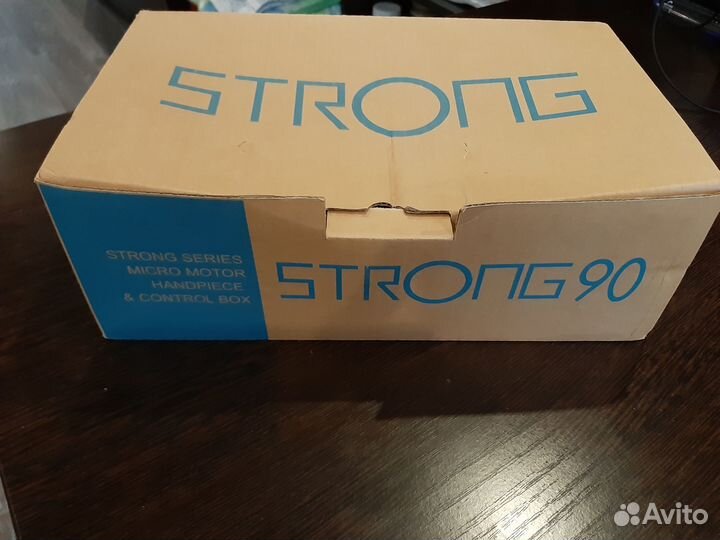 STRONG
STRONG SERIES
MICRO MOTOR
HANDPIECE
& CONTROL BOX
STRONG 90
Avito